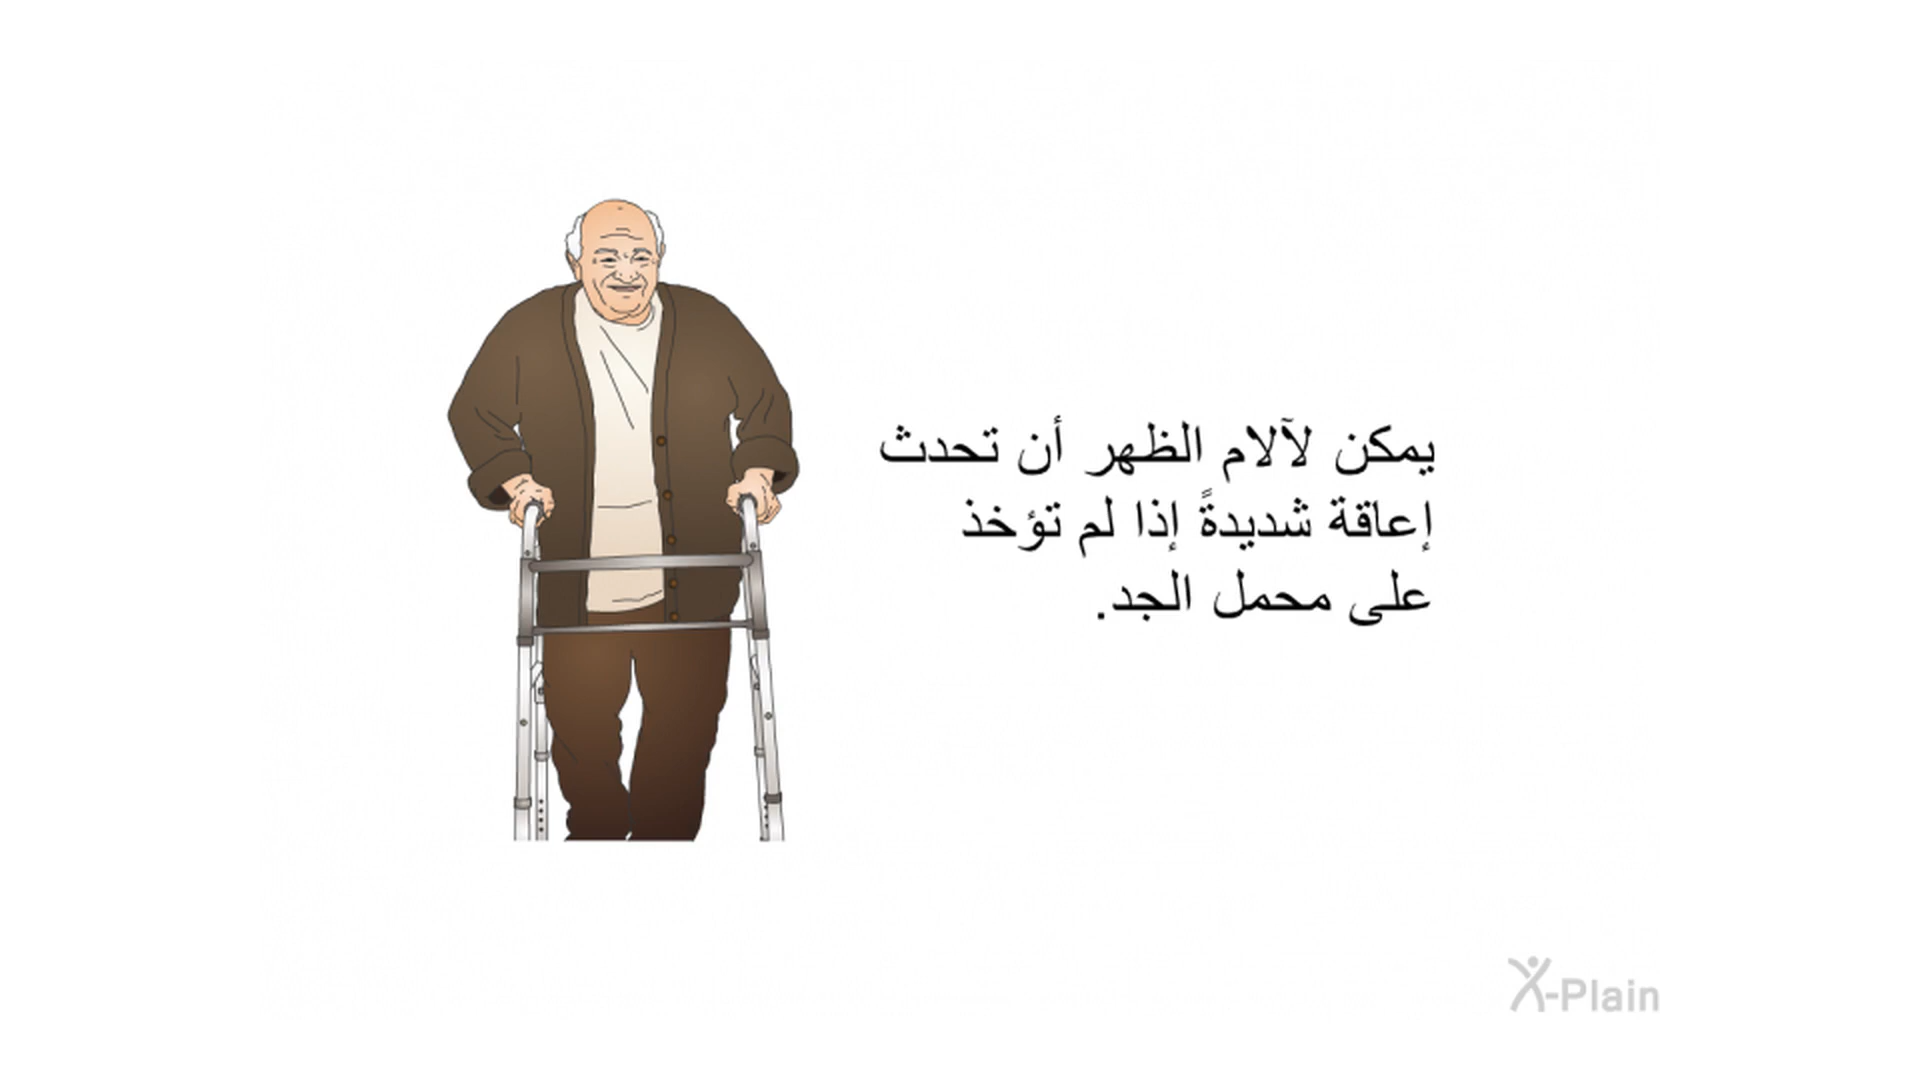 يمكن لآلام الظهر أن تحدث
إعاقة شديدةً إذا لم تؤخذ
على محمل الجد.
X-Plain